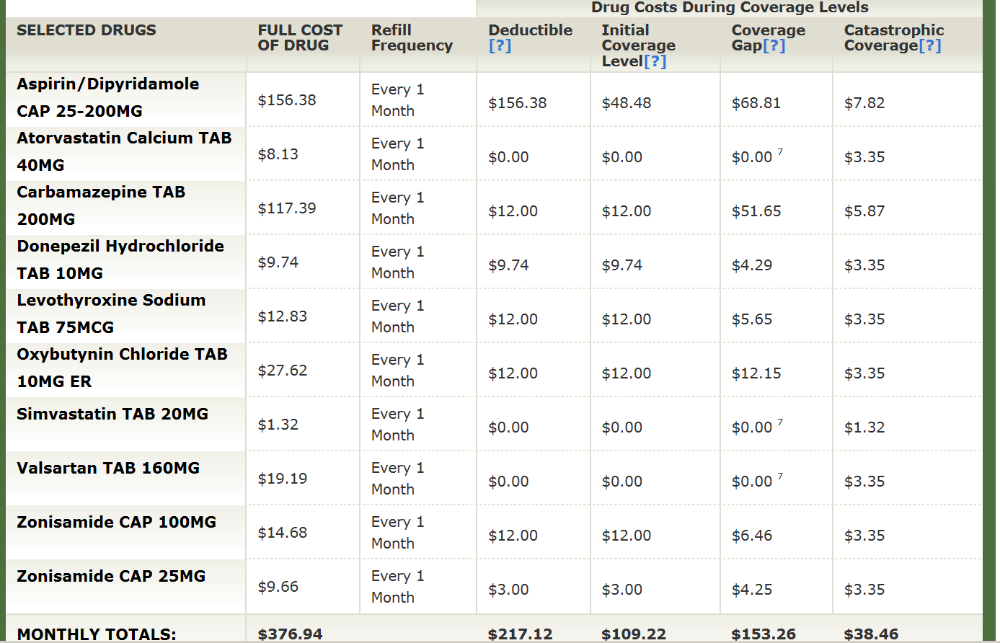 Drug Costs During Coverage Levels
SELECTED DRUGS FULL COST OF DRUG Refill Frequency Deductible [?] Initial Coverage Level[?] Coverage Gap[?] Catastrophic Coverage[?]
Aspirin/Dipyridamole CAP 25-200MG $156.38 Every 1 Month $156.38 $48.48 $68.81 $7.82
Atorvastatin Calcium TAB 40MG $8.13 Every 1 Month $0.00 $0.00 $0.00 7 $3.35
Carbamazepine TAB 200MG $117.39 Every 1 Month $12.00 $12.00 $51.65 $5.87
Donepezil Hydrochloride TAB 10MG $9.74 Every 1 Month $9.74 $9.74 $4.29 $3.35
Levothyroxine Sodium TAB 75MCG $12.83 Every 1 Month $12.00 $12.00 $5.65 $3.35
Oxybutynin Chloride TAB 10MG ER $27.62 Every 1 Month $12.00 $12.00 $12.15 $3.35
Simvastatin TAB 20MG $1.32 Every 1 Month $0.00 $0.00 $0.00 7 $1.32
Valsartan TAB 160MG $19.19 Every 1 Month $0.00 $0.00 $0.00 7 $3.35
Zonisamide CAP 100MG $14.68 Every 1 Month $12.00 $12.00 $6.46 $3.35
Zonisamide CAP 25MG $9.66 Every 1 Month $3.00 $3.00 $4.25 $3.35
MONTHLY TOTALS: $376.94 $217.12 $109.22 $153.26 $38.46